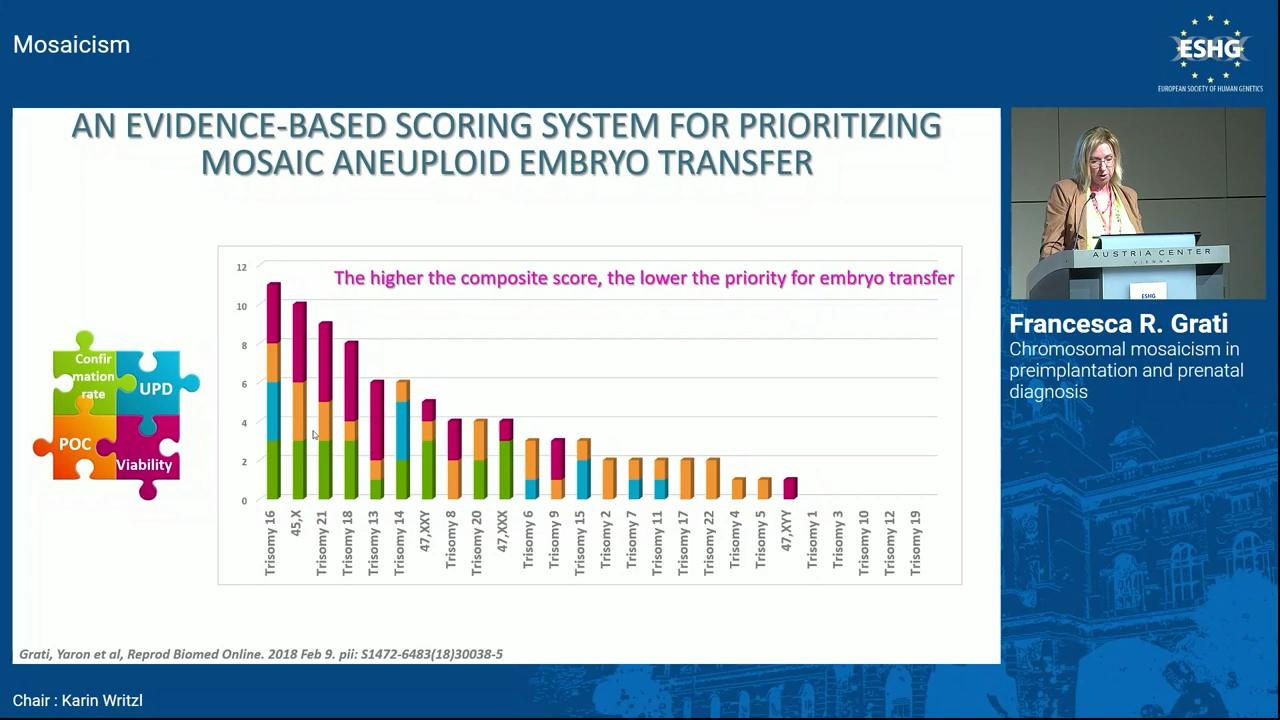 Mosaicism
ESHG
EUROPEAN SOCIETY OF HUMAN GENETICS
AN EVIDENCE-BASED SCORING SYSTEM FOR PRIORITIZING
MOSAIC ANEUPLOID EMBRYO TRANSFER
The higher the composite score, the lower the priority for embryo transfer
12
10
8
6
4
2
0
Trisomy 16
45,X
Trisomy 21
Trisomy 18
Trisomy 13
Trisomy 14
47,XXY
Trisomy 8
Trisomy 20
47,XXX
Trisomy 6
Trisomy 9
Trisomy 15
Trisomy 2
Trisomy 7
Trisomy 11
Trisomy 17
Trisomy 22
Trisomy 4
Trisomy 5
47,XYY
Trisomy 1
Trisomy 3
Trisomy 10
Trisomy 12
Trisomy 19
Confir
mation
rate
UPD
POC
Viability
Grati, Yaron et al, Reprod Biomed Online. 2018 Feb 9. pii: S1472-6483(18)30038-5
AUSTRIA CENTER
VIENNA
ESHG
Francesca R. Grati
Chromosomal mosaicism in
preimplantation and prenatal
diagnosis
Chair : Karin Writzl